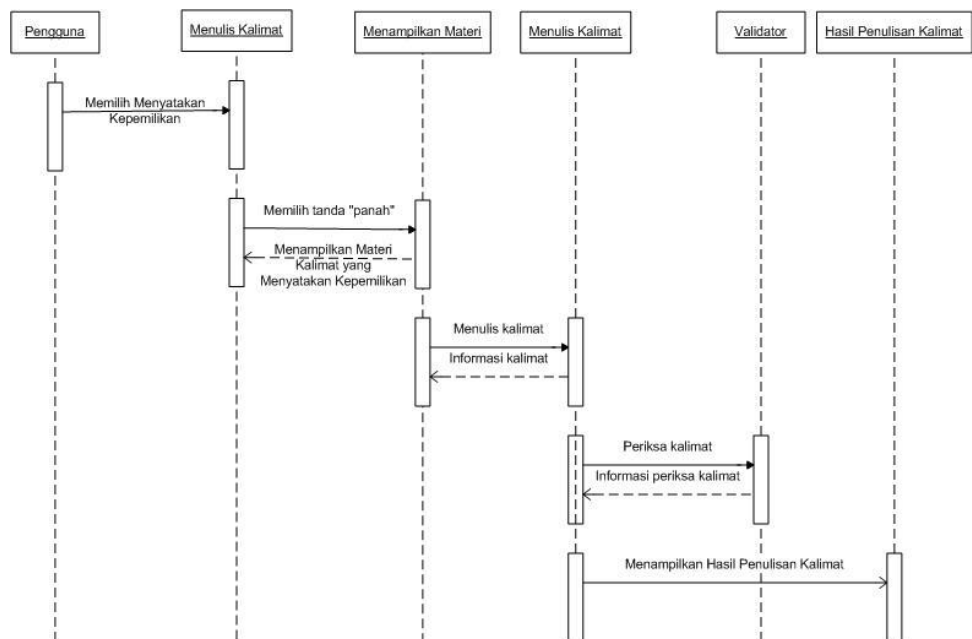 Pengguna
Menulis Kalimat
Menampilkan Materi
Menulis Kalimat
Validator
Hasil Penulisan Kalimat
Memilih Menyatakan
Kepemilikan
Memilih tanda "panah"
Menampilkan Materi
Kalimat yang
Menyatakan Kepemilikan
Menulis kalimat
Informasi kalimat
Periksa kalimat
Informasi periksa kalimat
Menampilkan Hasil Penulisan Kalimat